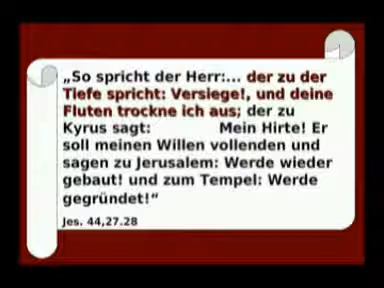 „So spricht der Herr:... der zu der
Tiefe spricht: Versiege!, und deine
Fluten trockne ich aus; der zu
Kyrus sagt: Mein Hirte! Er
soll meinen Willen vollenden und
sagen zu Jerusalem: Werde wieder
gebaut! und zum Tempel: Werde
gegründet!“
Jes. 44,27.28